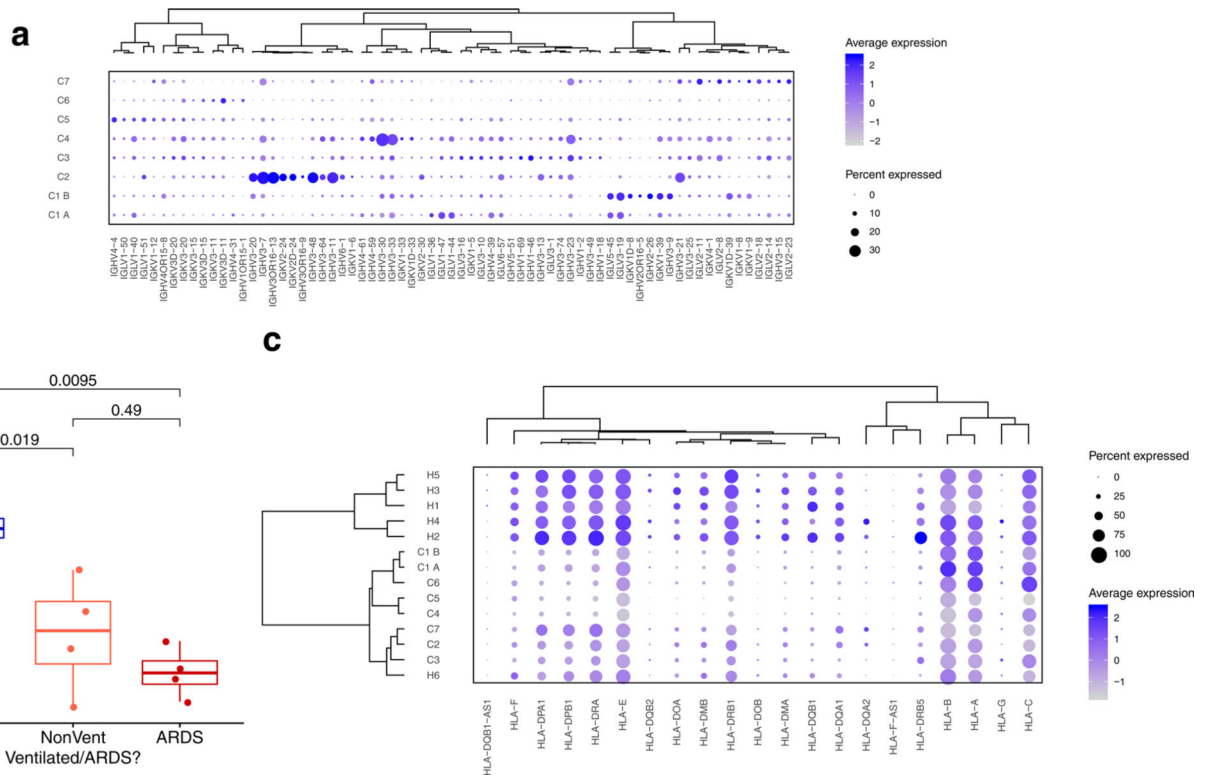 a
Average expression
2
1
0
−1
−2
Percent expressed
0
10
20
30
C7
C6
C5
C4
C3
C2
C1 B
C1 A
IGHV4−4
IGLV1−50
IGLV1−40
IGLV1−51
IGKV1−12
IGHV4OR15−8
IGKV3D−20
IGKV3−20
IGKV3−15
IGKV3D−15
IGKV3−11
IGKV3D−11
IGHV4−31
IGHV1OR15−1
IGHV3−20
IGHV3−7
IGHV3OR16−13
IGKV2−24
IGKV2D−24
IGHV3OR16−9
IGHV3−48
IGHV3−64
IGHV3−11
IGHV6−1
IGKV1−6
IGHV4−61
IGHV4−59
IGHV3−30
IGHV3−33
IGKV1−33
IGKV1D−33
IGKV2−30
IGLV1−36
IGLV1−47
IGLV1−44
IGLV3−16
IGKV1−5
IGLV3−10
IGHV4−39
IGLV6−57
IGHV5−51
IGHV1−69
IGHV1−46
IGHV3−13
IGLV3−1
IGHV3−74
IGHV3−23
IGHV1−2
IGHV3−49
IGHV1−18
IGLV5−45
IGLV3−19
IGKV1D−8
IGHV2OR16−5
IGHV2−26
IGKV1−39
IGHV3−9
IGHV3−21
IGLV3−25
IGLV2−11
IGKV4−1
IGLV2−8
IGKV1D−39
IGKV1−8
IGKV1−9
IGLV2−18
IGLV2−14
IGHV3−15
IGLV2−23
0.0095
0.49
0.019
NonVent
ARDS
Ventilated/ARDS?
c
H5
H3
H1
H4
H2
C1 B
C1 A
C6
C5
C4
C7
C2
C3
H6
HLA−DQB1−AS1
HLA−F
HLA−DPA1
HLA−DPB1
HLA−DRA
HLA−E
HLA−DQB2
HLA−DOA
HLA−DMB
HLA−DRB1
HLA−DOB
HLA−DMA
HLA−DQB1
HLA−DQA1
HLA−DQA2
HLA−F−AS1
HLA−DRB5
HLA−B
HLA−A
HLA−G
HLA−C
Percent expressed
0
25
50
75
100
Average expression
2
1
0
−1